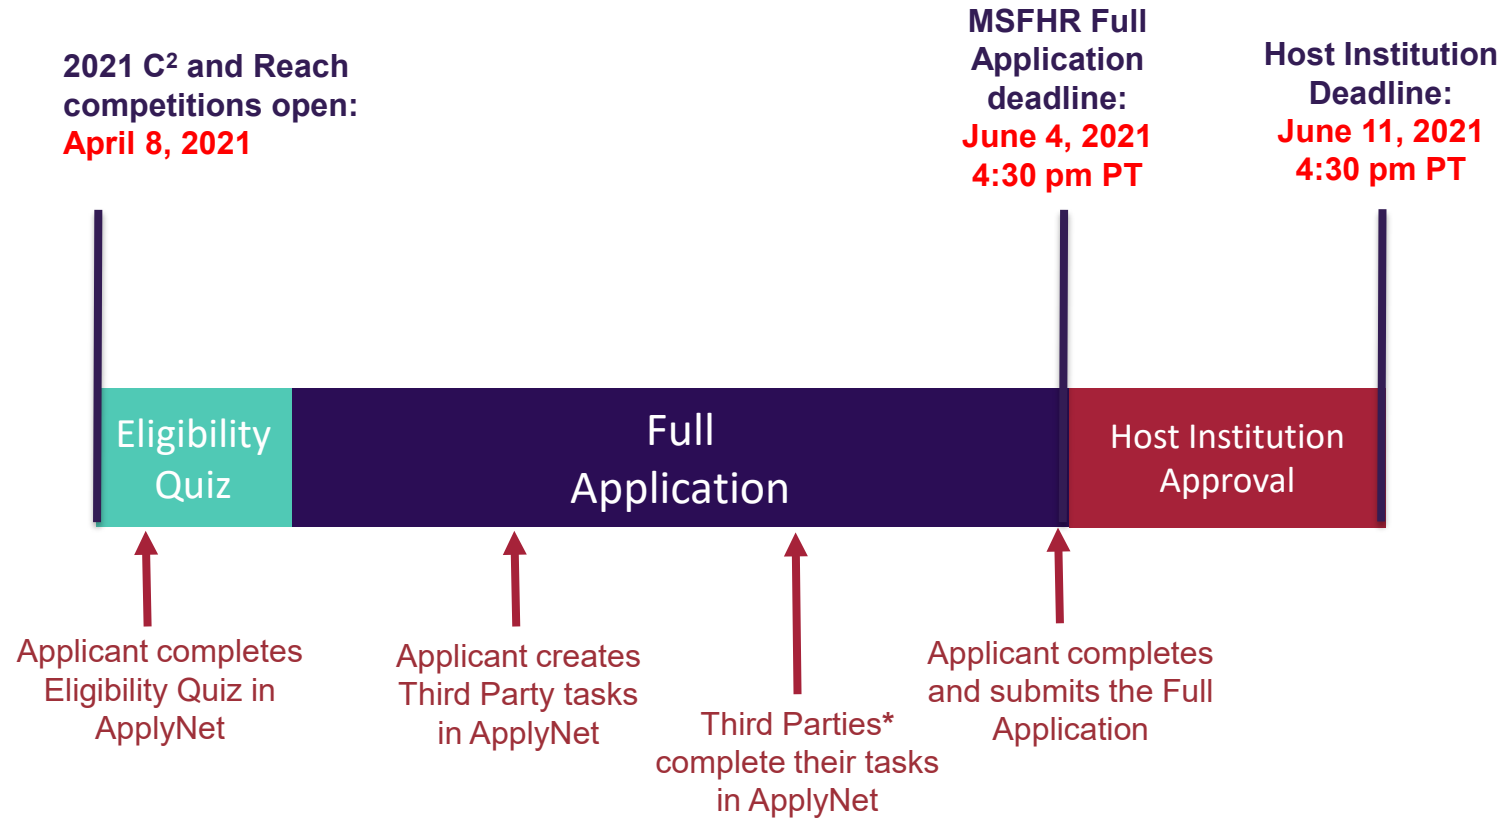 2021 C² and Reach
competitions open:
April 8, 2021
MSFHR Full
Application
deadline:
June 4, 2021
4:30 pm PT
Host Institution
Deadline:
June 11, 2021
4:30 pm PT
Eligibility
Quiz
Full
Application
Host Institution
Approval
Applicant completes
Eligibility Quiz in
ApplyNet
Applicant creates
Third Party tasks
in ApplyNet
Third Parties*
complete their tasks
in ApplyNet
Applicant completes
and submits the Full
Application